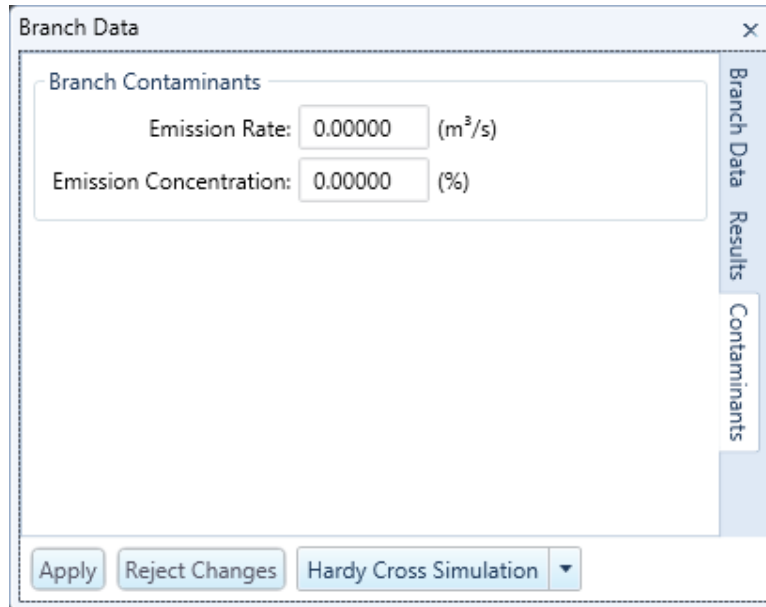 Branch Data
Branch Contaminants
Emission Rate: 0.00000 (m³/s)
Emission Concentration: 0.00000 (%)
Branch Data
Results
Contaminants
Apply Reject Changes Hardy Cross Simulation